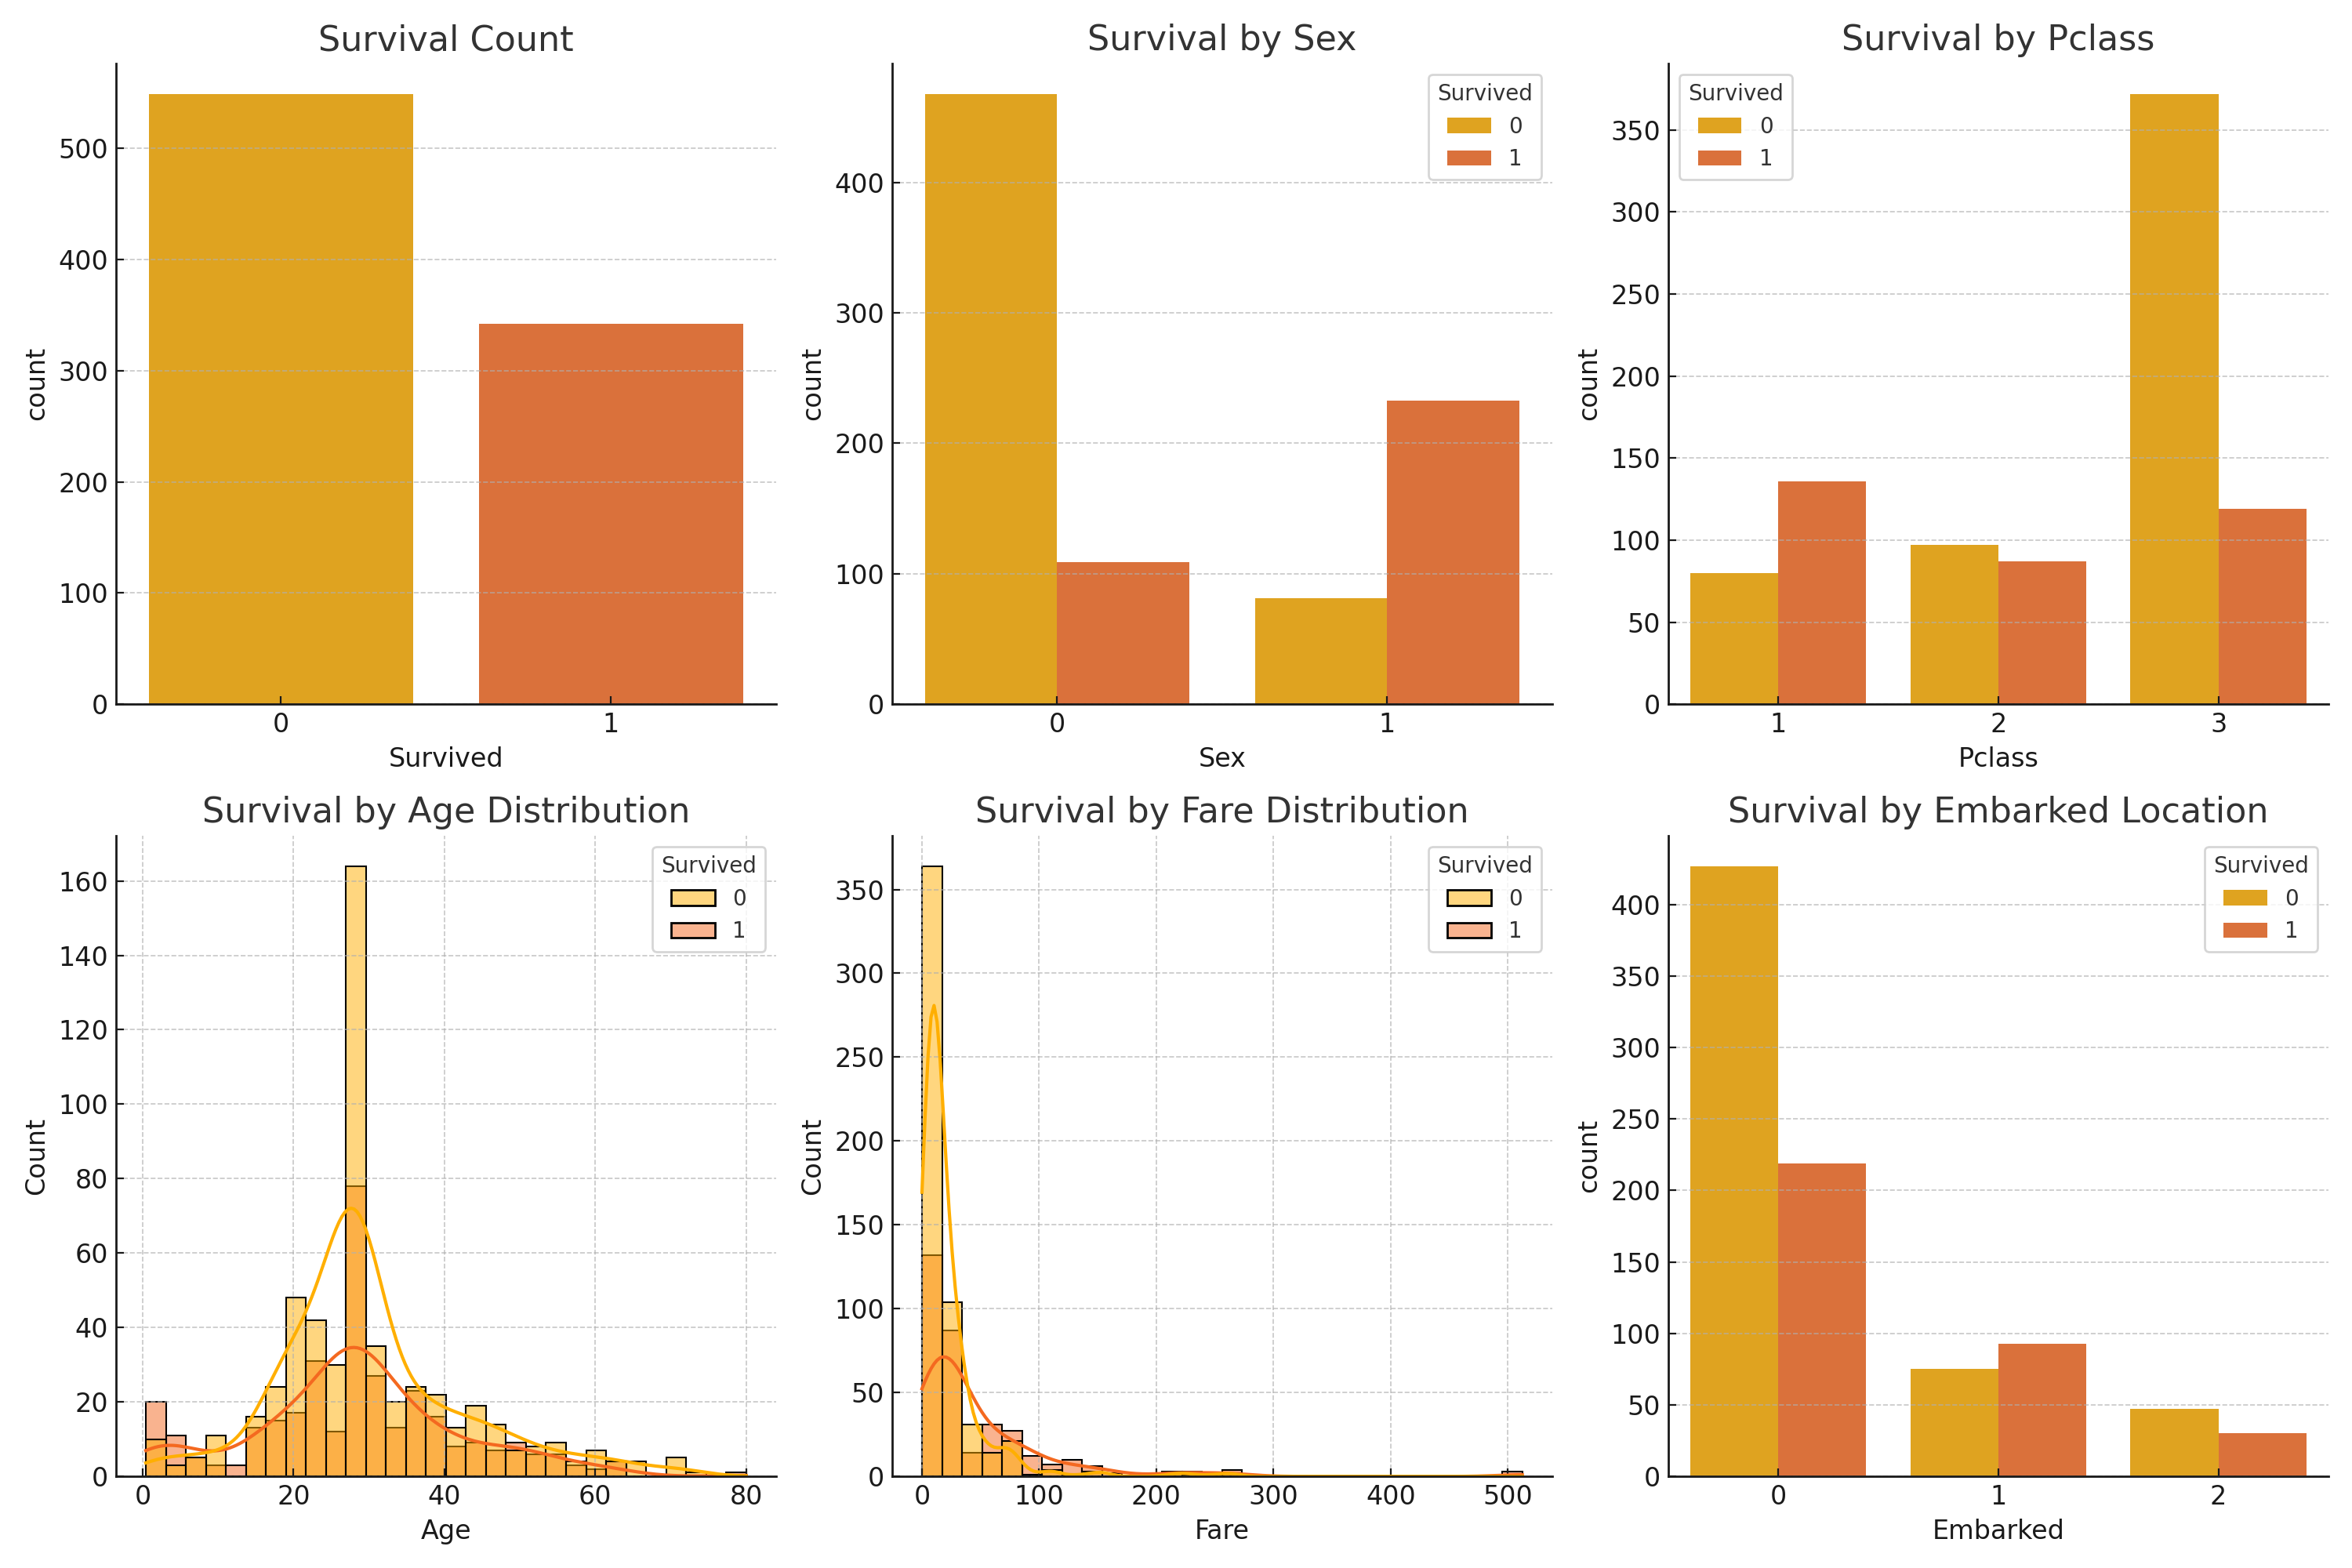 Survival Count
count
500
400
300
200
100
0
0 1
Survived
Survival by Sex
count
400
300
200
100
0
0 1
Sex
Survived
0
1
Survival by Pclass
count
350
300
250
200
150
100
50
0
1 2 3
Pclass
Survived
0
1
Survival by Age Distribution
Count
160
140
120
100
80
60
40
20
0
0 20 40 60 80
Age
Survived
0
1
Survival by Fare Distribution
Count
350
300
250
200
150
100
50
0
0 100 200 300 400 500
Fare
Survived
0
1
Survival by Embarked Location
count
400
350
300
250
200
150
100
50
0
0 1 2
Embarked
Survived
0
1